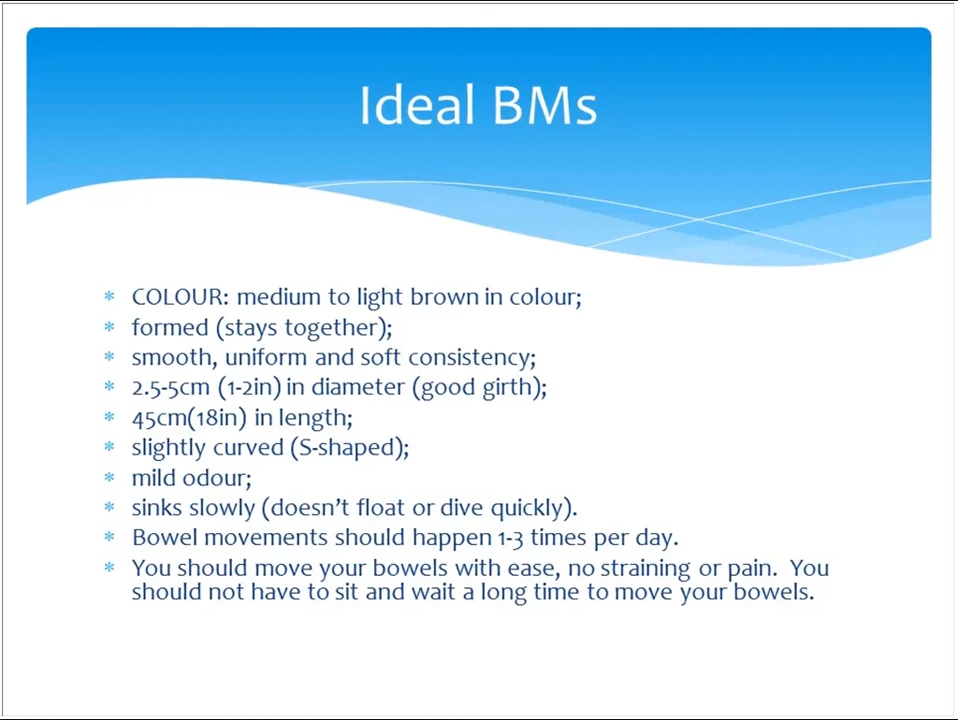 Ideal BMs
* COLOUR: medium to light brown in colour;
* formed (stays together);
* smooth, uniform and soft consistency;
* 2.5-5cm (1-2in) in diameter (good girth);
* 45cm(18in) in length;
* slightly curved (S-shaped);
* mild odour;
* sinks slowly (doesn't float or dive quickly).
* Bowel movements should happen 1-3 times per day.
* You should move your bowels with ease, no straining or pain.  You
should not have to sit and wait a long time to move your bowels.